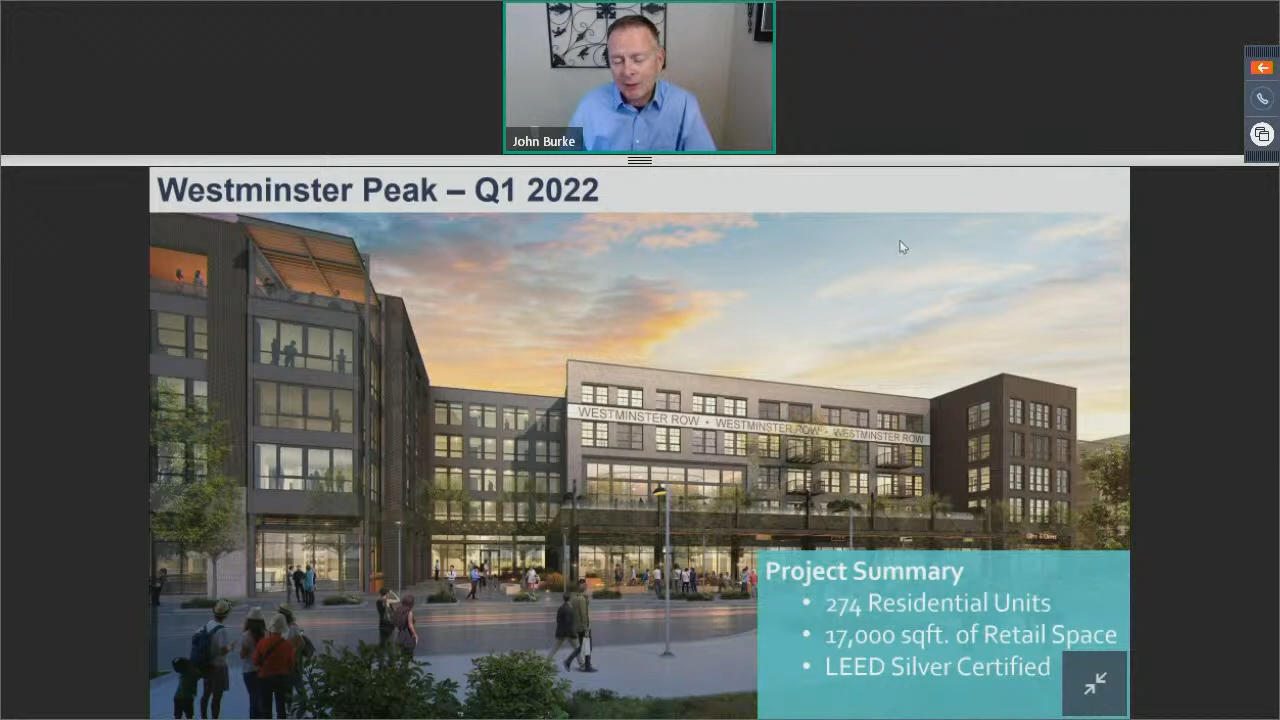 John Burke
Westminster Peak – Q1 2022
WESTMINSTER ROW • WESTMINSTER ROW • WESTMINSTER ROW
Project Summary
• 274 Residential Units
• 17,000 sqft. of Retail Space
• LEED Silver Certified